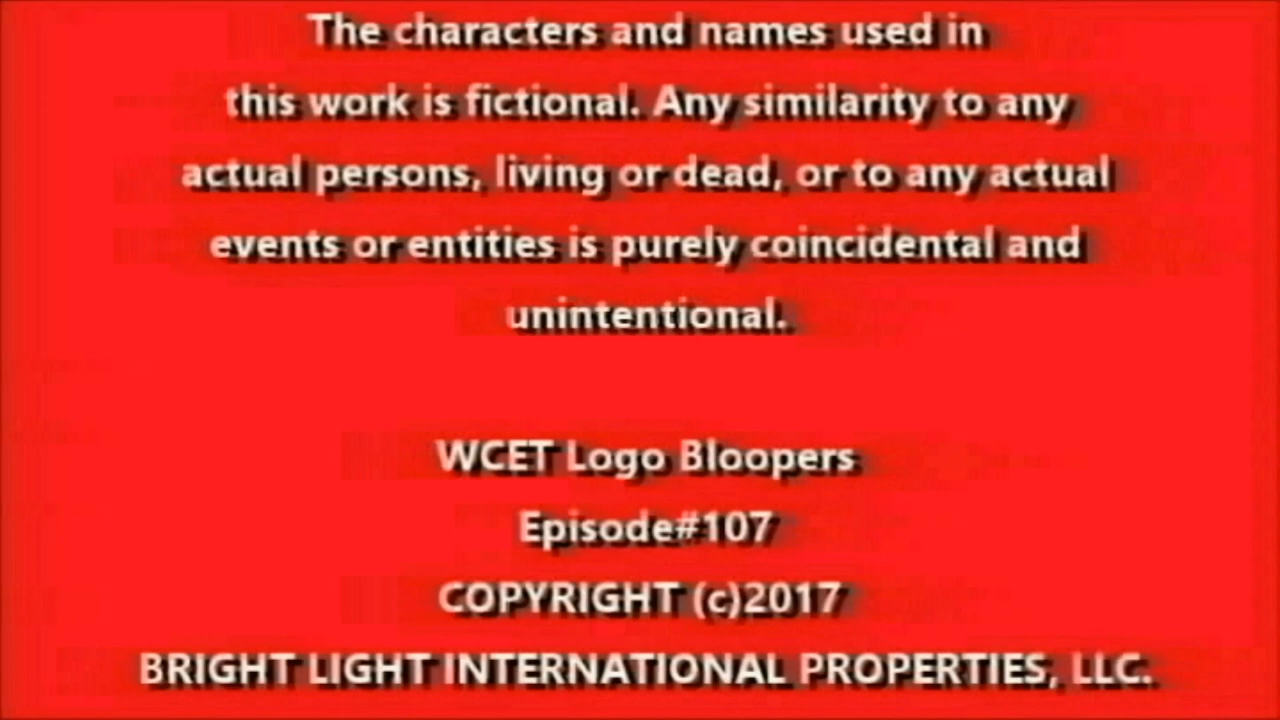 The characters and names used in
this work is fictional. Any similarity to any
actual persons, living or dead, or to any actual
events or entities is purely coincidental and
unintentional.
WCET Logo Bloopers
Episode#107
COPYRIGHT (c)2017
BRIGHT LIGHT INTERNATIONAL PROPERTIES, LLC.